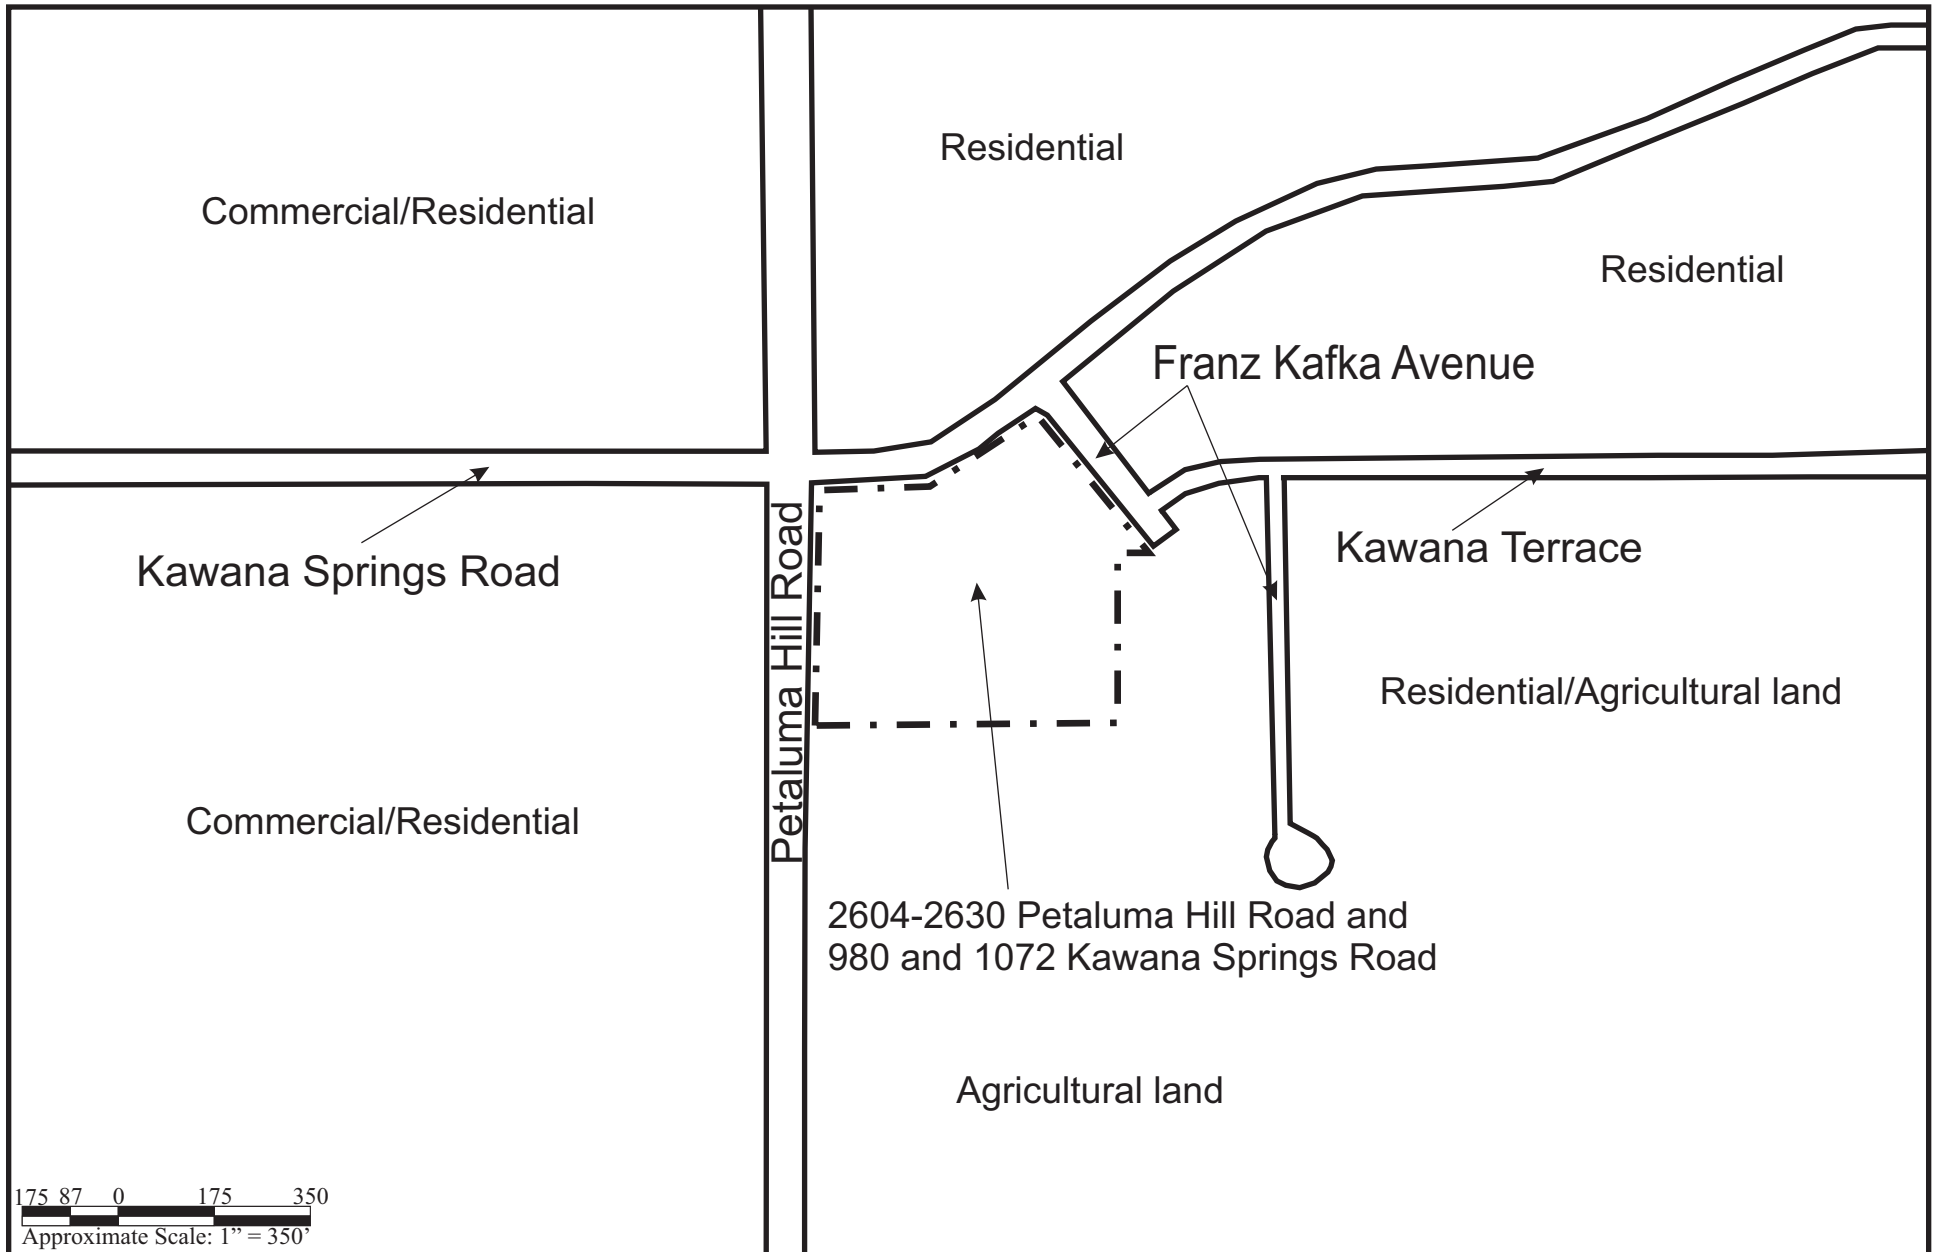 Residential
Commercial/Residential
Residential
Franz Kafka Avenue
Kawana Springs Road
Petaluma Hill Road
Kawana Terrace
Residential/Agricultural land
Commercial/Residential
2604-2630 Petaluma Hill Road and
980 and 1072 Kawana Springs Road
Agricultural land
175 87 0 175 350
Approximate Scale: 1” = 350’